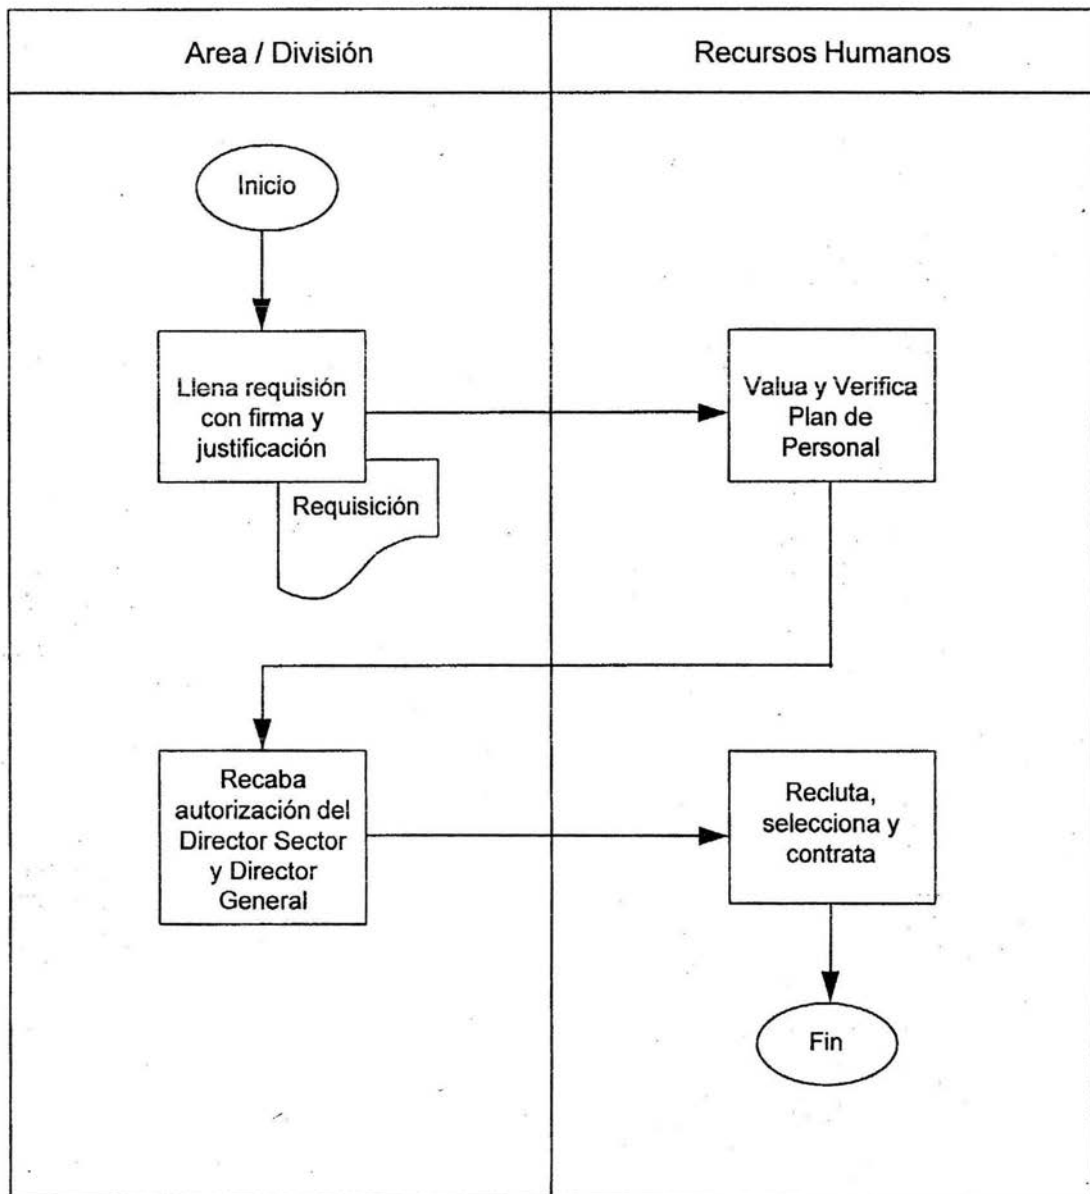 Area / División
Recursos Humanos
Inicio
Llena requisión
con firma y
justificación
Requisición
Valua y Verifica
Plan de
Personal
Recaba
autorización del
Director Sector
y Director
General
Recluta,
selecciona y
contrata
Fin